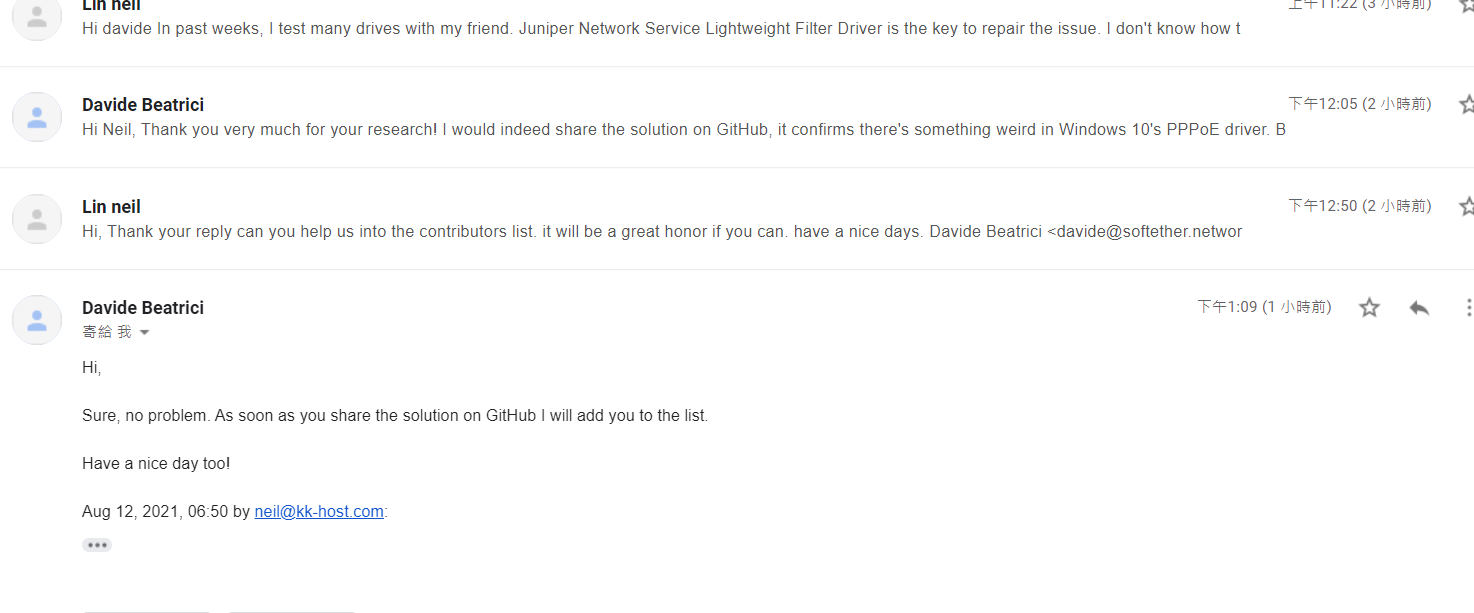 Lin neil
上午11:22 (3 小時前)
Hi davide In past weeks, I test many drives with my friend. Juniper Network Service Lightweight Filter Driver is the key to repair the issue. I don't know how t
Davide Beatrici
下午12:05 (2 小時前)
Hi Neil, Thank you very much for your research! I would indeed share the solution on GitHub, it confirms there's something weird in Windows 10's PPPoE driver. B
Lin neil
下午12:50 (2 小時前)
Hi, Thank your reply can you help us into the contributors list. it will be a great honor if you can. have a nice days. Davide Beatrici <davide@softether.networ
Davide Beatrici
下午1:09 (1 小時前)
寄給 我
Hi,
Sure, no problem. As soon as you share the solution on GitHub I will add you to the list.
Have a nice day too!
Aug 12, 2021, 06:50 by neil@kk-host.com: